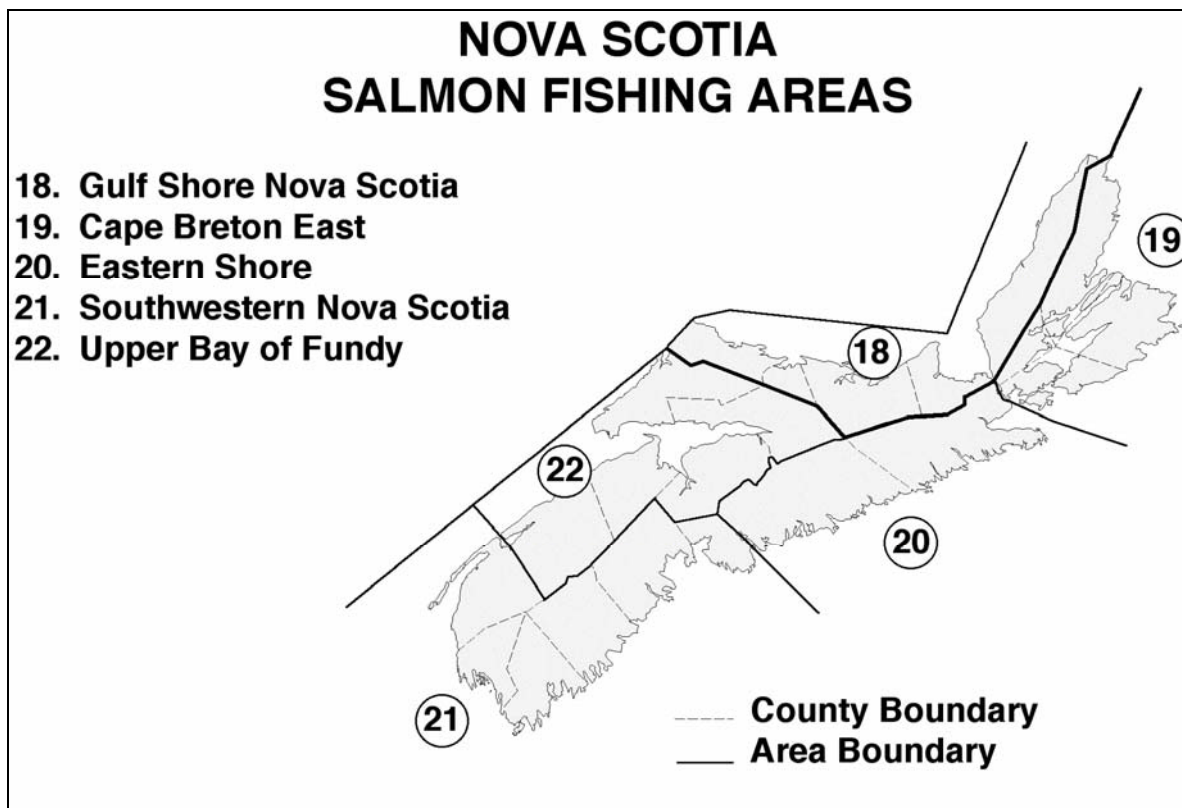 NOVA SCOTIA
SALMON FISHING AREAS
18. Gulf Shore Nova Scotia
19. Cape Breton East
20. Eastern Shore
21. Southwestern Nova Scotia
22. Upper Bay of Fundy
19
18
22
20
21
County Boundary
Area Boundary